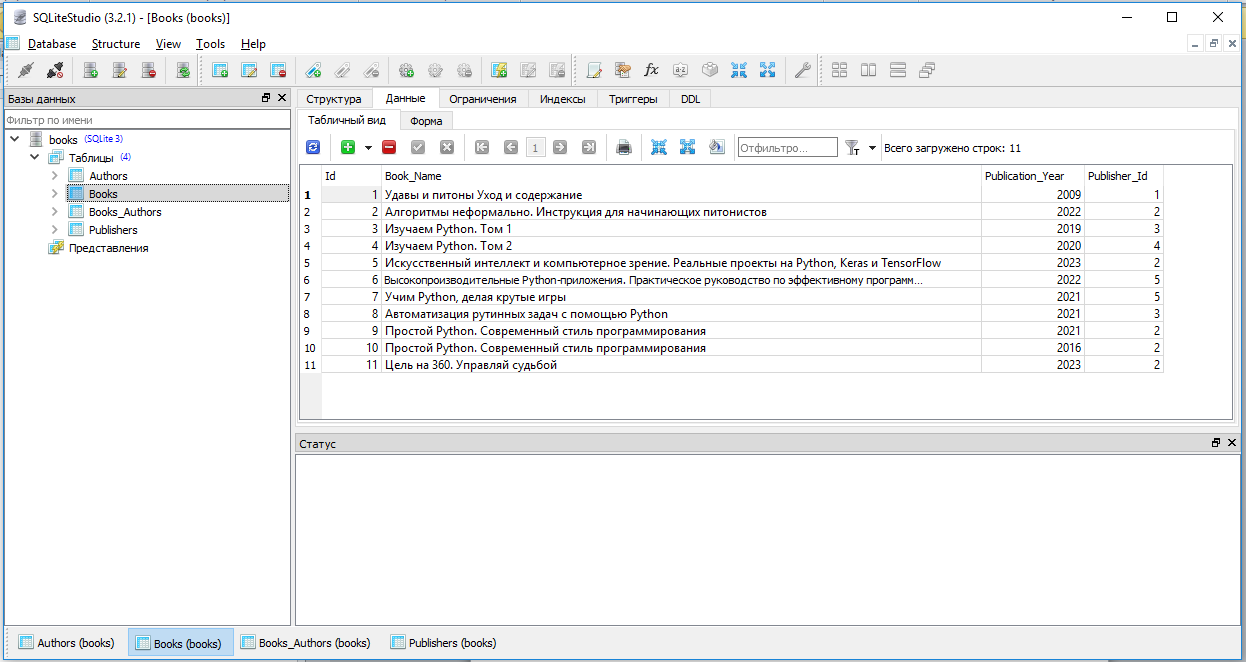 SQLiteStudio (3.2.1) - [Books (books)]
Database Structure View Tools Help
Базы данных
Фильтр по имени
books (SQLite 3)
Таблицы (4)
Authors
Books
Books_Authors
Publishers
Представления
Структура Данные Ограничения Индексы Триггеры DDL
Табличный вид Форма
1 Отфильтро... Всего загружено строк: 11
Id Book_Name Publication_Year Publisher_Id
1 1 Удавы и питоны Уход и содержание 2009 1
2 2 Алгоритмы неформально. Инструкция для начинающих питонистов 2022 2
3 3 Изучаем Python. Том 1 2019 3
4 4 Изучаем Python. Том 2 2020 4
5 5 Искусственный интеллект и компьютерное зрение. Реальные проекты на Python, Keras и TensorFlow 2023 2
6 6 Высокопроизводительные Python-приложения. Практическое руководство по эффективному программ... 2022 5
7 7 Учим Python, делая крутые игры 2021 5
8 8 Автоматизация рутинных задач с помощью Python 2021 3
9 9 Простой Python. Современный стиль программирования 2021 2
10 10 Простой Python. Современный стиль программирования 2016 2
11 11 Цель на 360. Управляй судьбой 2023 2
Статус
Authors (books) Books (books) Books_Authors (books) Publishers (books)